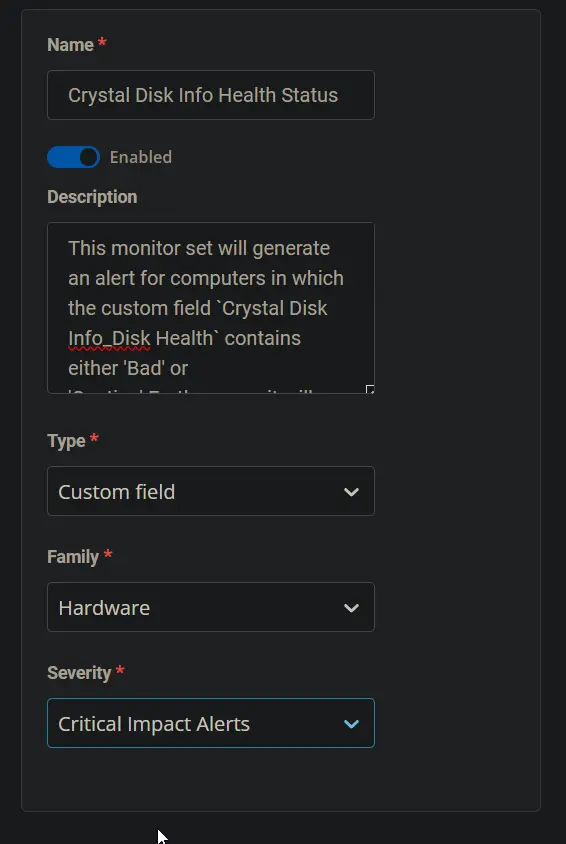 Name *
Crystal Disk Info Health Status
Enabled
Description
This monitor set will generate
an alert for computers in which
the custom field `Crystal Disk
Info_Disk Health` contains
either 'Bad' or
Type *
Custom field
Family *
Hardware
Severity *
Critical Impact Alerts